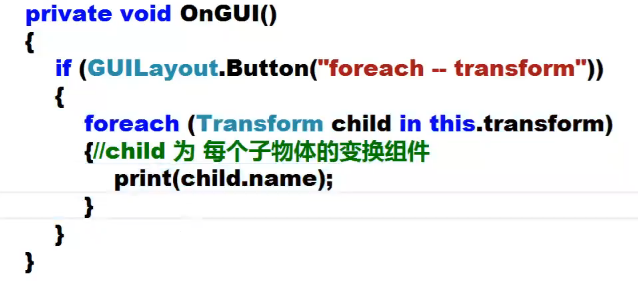 private void OnGUI()
{
if (GUILayout.Button("foreach -- transform"))
{
foreach (Transform child in this.transform)
{//child 为 每个子物体的变换组件
print(child.name);
}
}
}